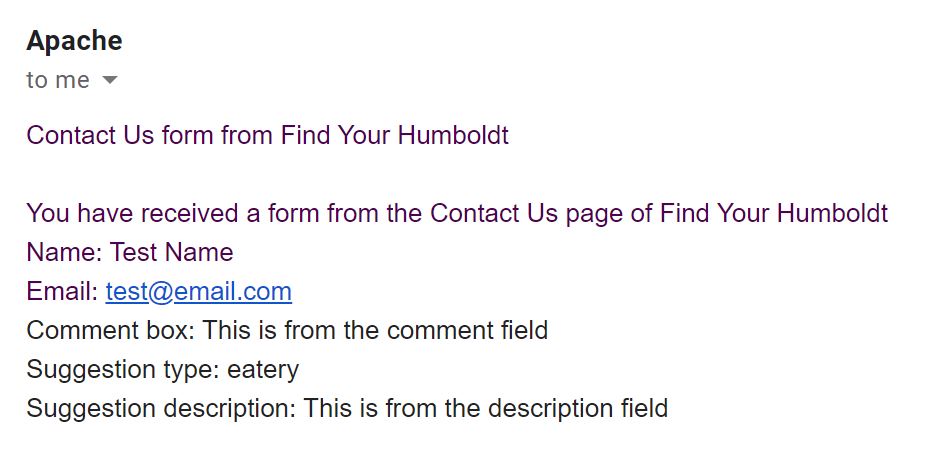 Apache
to me
Contact Us form from Find Your Humboldt
You have received a form from the Contact Us page of Find Your Humboldt
Name: Test Name
Email: test@email.com
Comment box: This is from the comment field
Suggestion type: eatery
Suggestion description: This is from the description field